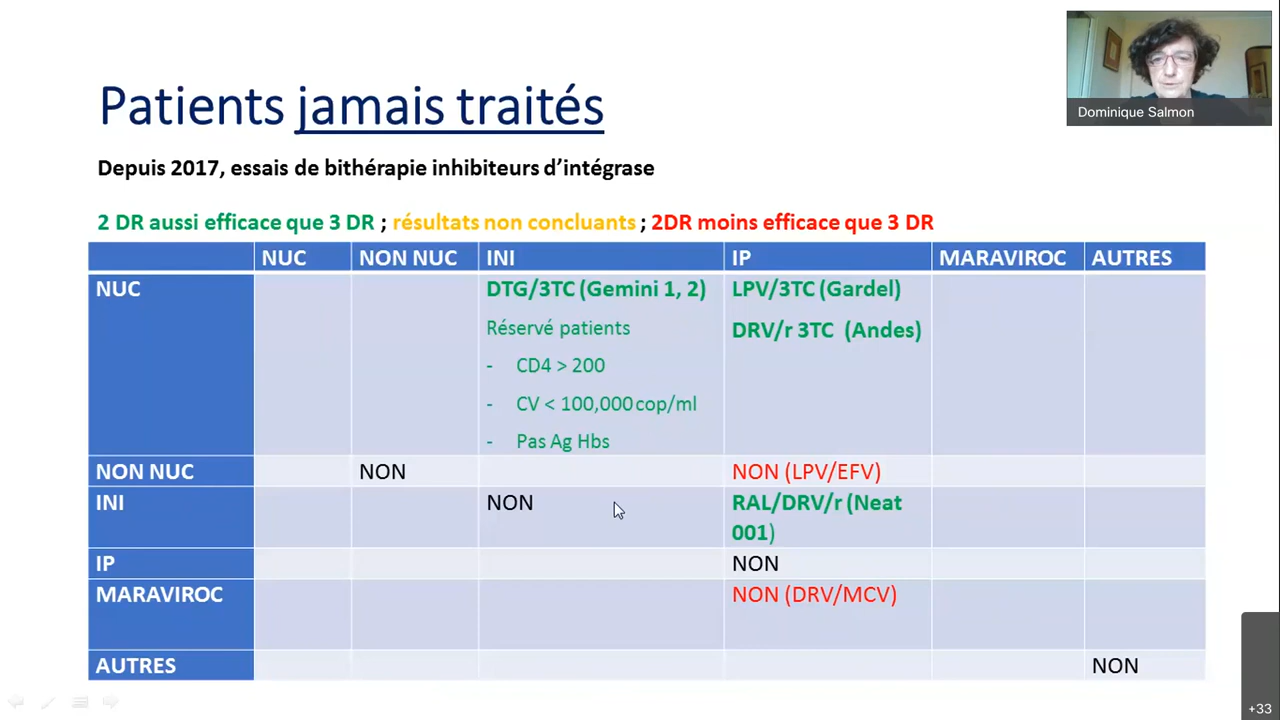 Patients jamais traités
Dominique Salmon
Depuis 2017, essais de bithérapie inhibiteurs d’intégrase
2 DR aussi efficace que 3 DR ; résultats non concluants ; 2DR moins efficace que 3 DR
NUC NON NUC INI IP MARAVIROC AUTRES
NUC DTG/3TC (Gemini 1, 2) LPV/3TC (Gardel)
Réservé patients DRV/r 3TC (Andes)
- CD4 > 200
- CV < 100,000 cop/ml
- Pas Ag Hbs
NON NUC NON NON (LPV/EFV)
INI NON RAL/DRV/r (Neat
001)
IP NON
MARAVIROC NON (DRV/MCV)
AUTRES NON
+33